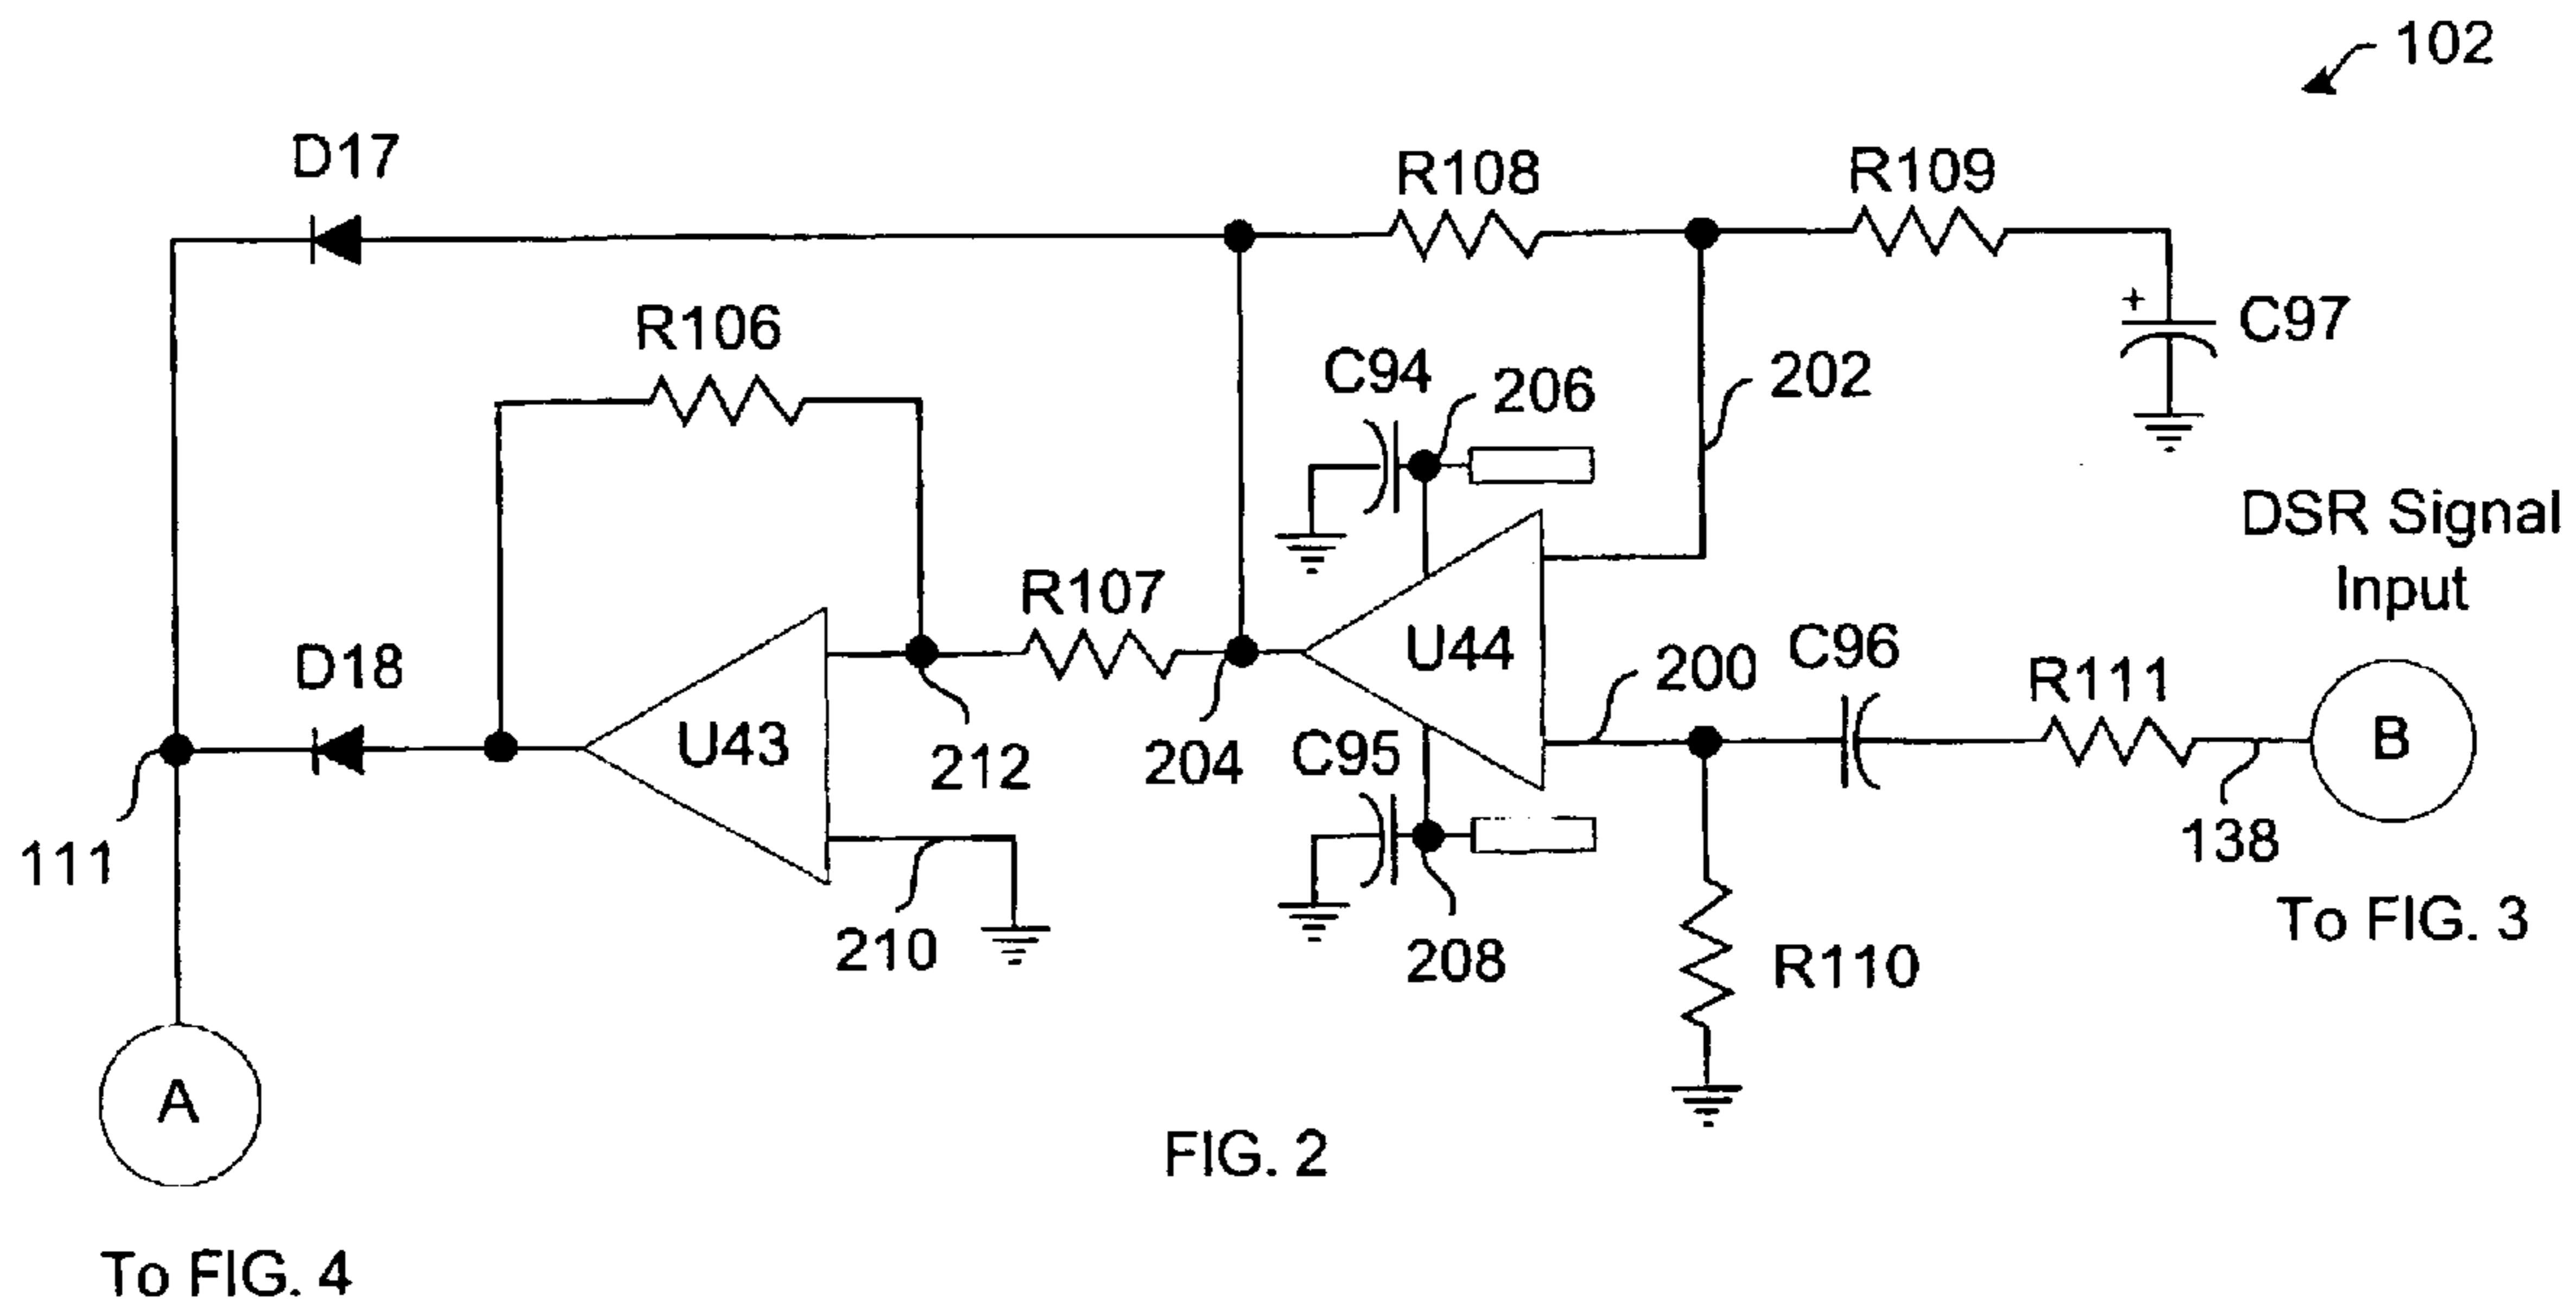 102
D17
R108
R109
R106
+
C97
C94
206
202
DSR Signal
Input
R107
U44
C96
200
R111
B
D18
U43
212
204
C95
138
111
210
208
R110
To FIG. 3
A
FIG. 2
To FIG. 4